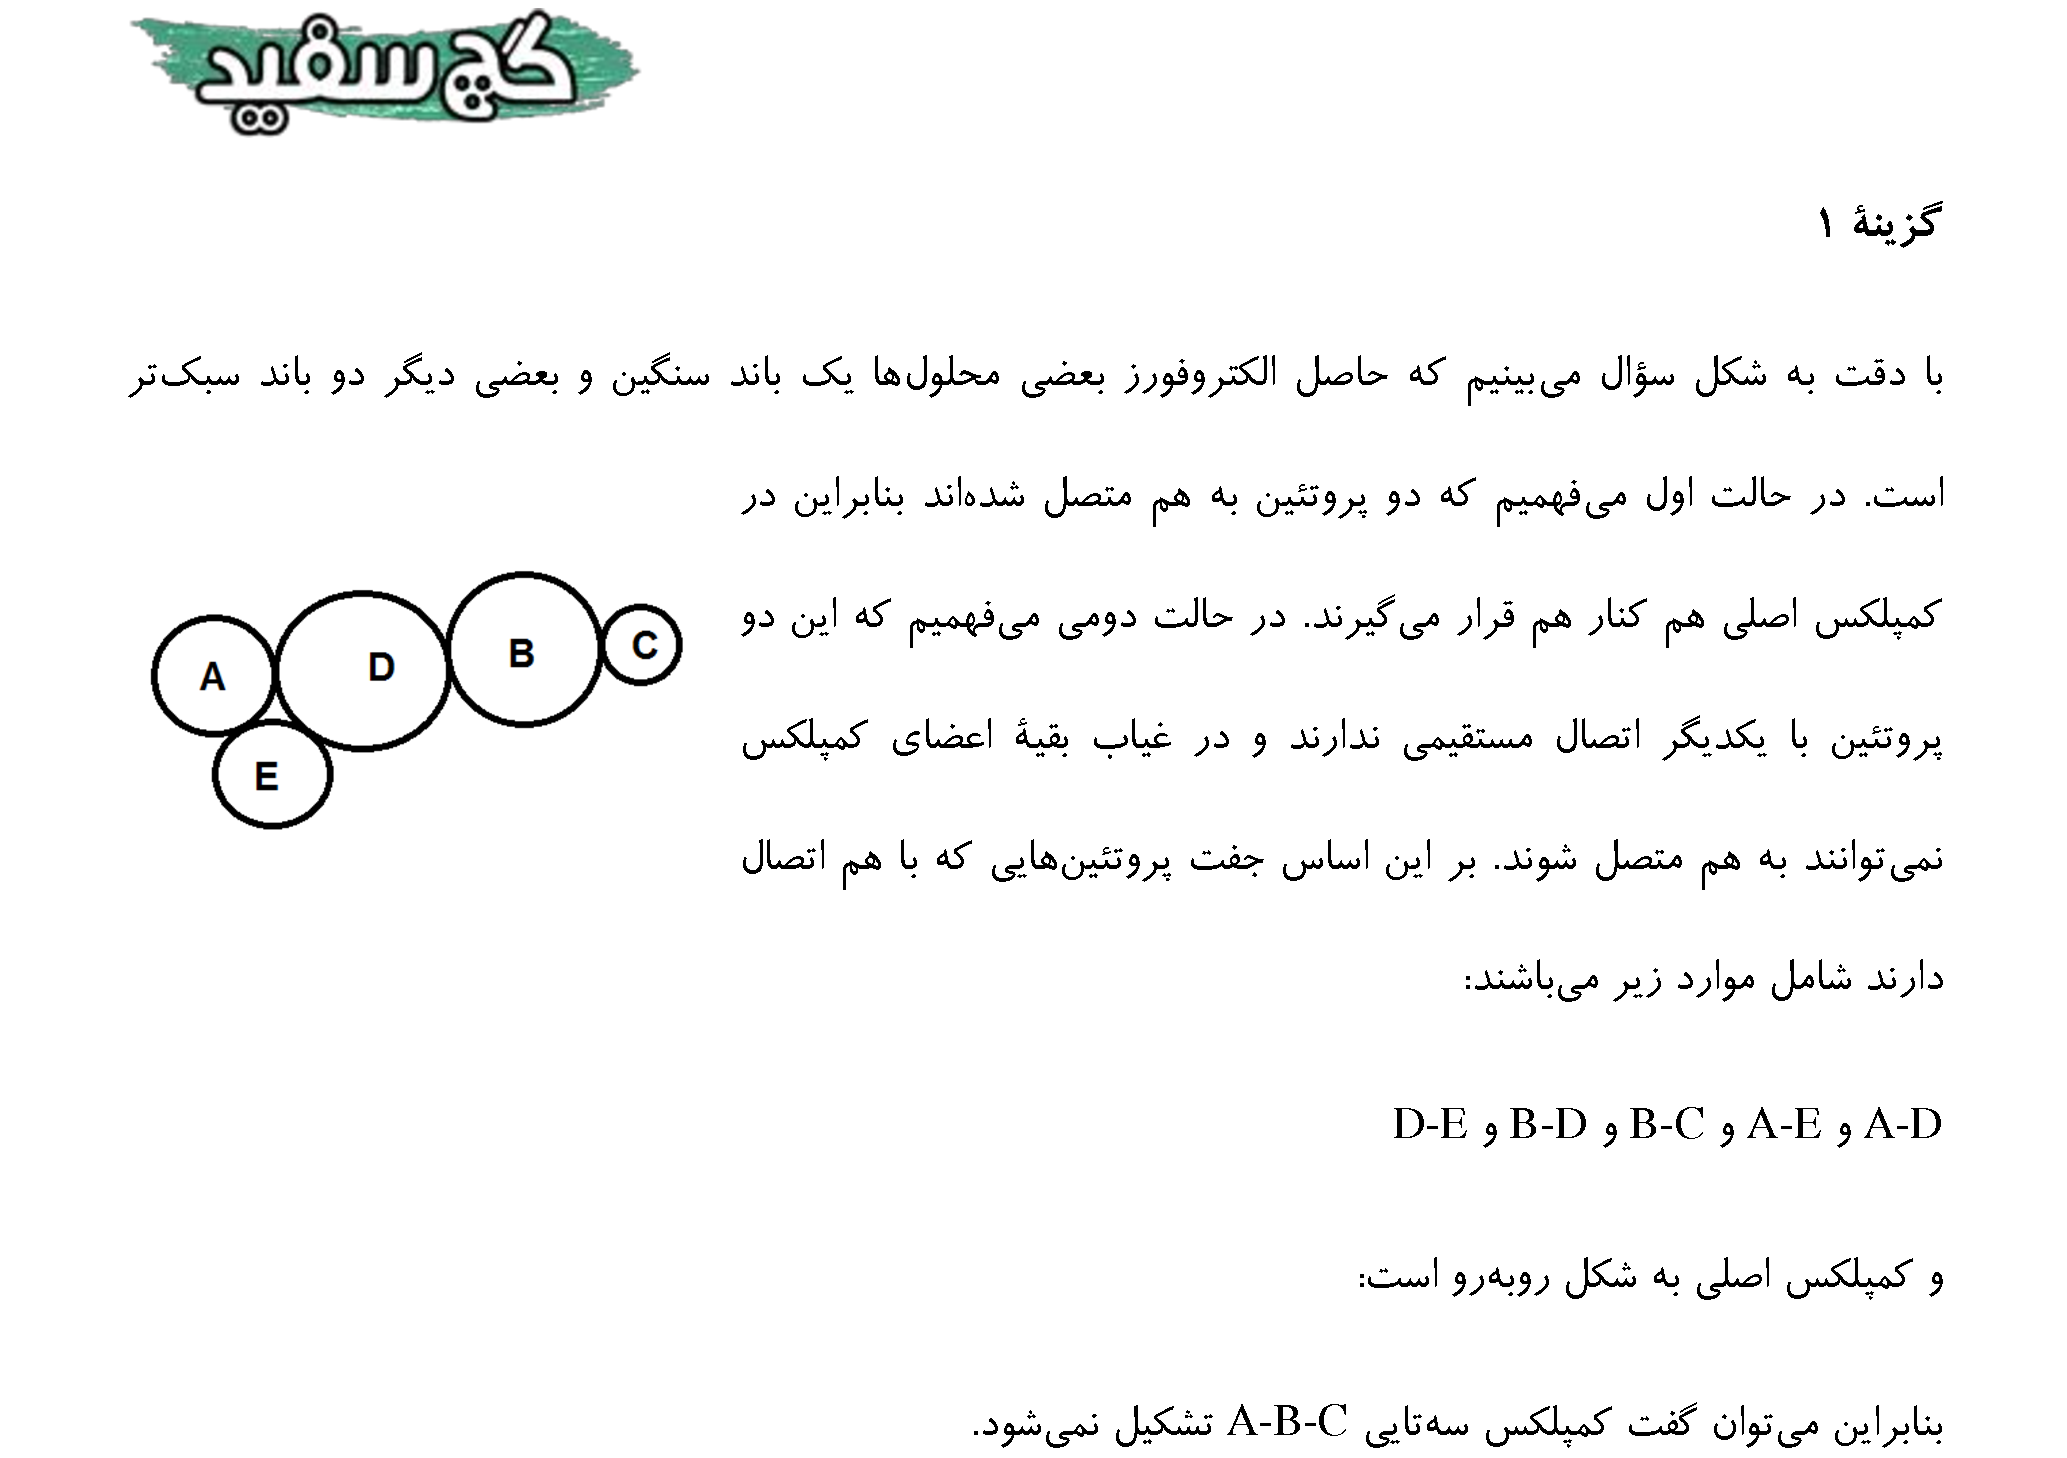 گچ سفید
گزینهٔ ۱
با دقت به شکل سؤال می‌بینیم که حاصل الکتروفورز بعضی محلول‌ها یک باند سنگین و بعضی دیگر دو باند سبک‌تر
است. در حالت اول می‌فهمیم که دو پروتئین به هم متصل شده‌اند بنابراین در
کمپلکس اصلی هم کنار هم قرار می‌گیرند. در حالت دومی می‌فهمیم که این دو
پروتئین با یکدیگر اتصال مستقیمی ندارند و در غیاب بقیهٔ اعضای کمپلکس
نمی‌توانند به هم متصل شوند. بر این اساس جفت پروتئین‌هایی که با هم اتصال
دارند شامل موارد زیر می‌باشند:
A
D
B
C
E
A-D و A-E و B-C و B-D و D-E
و کمپلکس اصلی به شکل روبه‌رو است:
بنابراین می‌توان گفت کمپلکس سه‌تایی A-B-C تشکیل نمی‌شود.